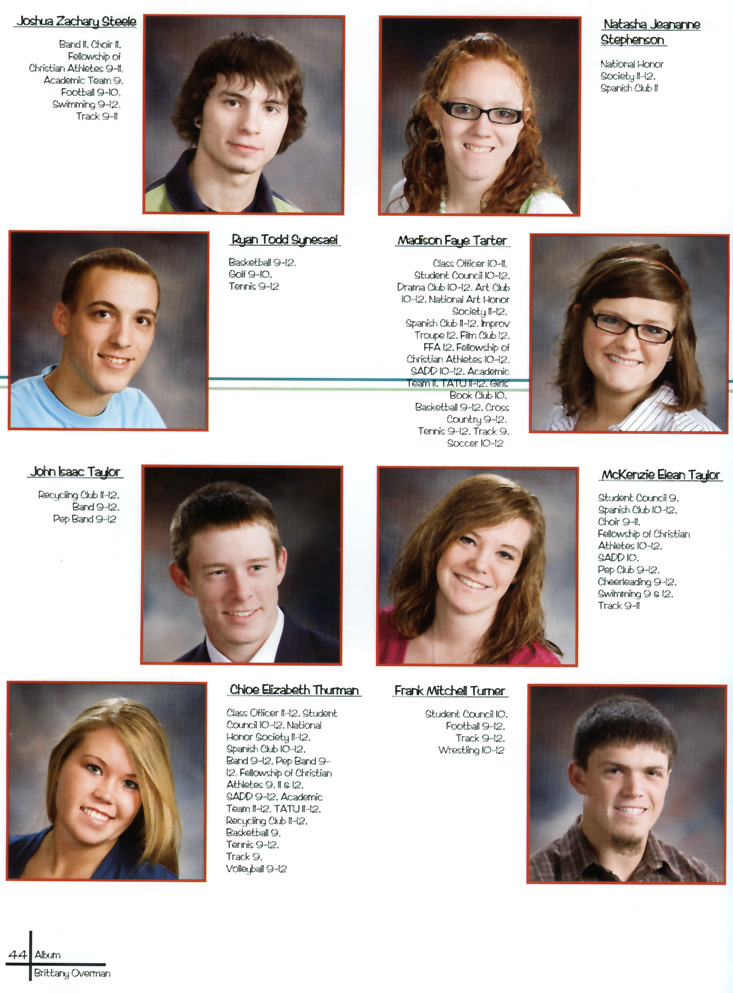 Joshua Zachary Steele
Band 11, Choir 11,
Fellowship of
Christian Athletes 9-11,
Academic Team 9,
Football 9-10,
Swimming 9-12,
Track 9-11
Natasha Jeananne
Stephenson
National Honor
Society 11-12,
Spanish Club 11
Ryan Todd Synesael
Basketball 9-12,
Golf 9-10,
Tennis 9-12
Madison Faye Tarter
Class Officer 10-11,
Student Council 10-12,
Drama Club 10-12, Art Club
10-12, National Art Honor
Society 11-12,
Spanish Club 11-12, Improv
Troupe 12, Film Club 12,
FFA 12, Fellowship of
Christian Athletes 10-12,
SADD 10-12, Academic
Team 11, TATU 11-12, Girls
Book Club 10,
Basketball 9-12, Cross
Country 9-12,
Tennis 9-12, Track 9,
Soccer 10-12
John Isaac Taylor
Recycling Club 11-12,
Band 9-12,
Pep Band 9-12
McKenzie Elean Taylor
Student Council 9,
Spanish Club 10-12,
Choir 9-11,
Fellowship of Christian
Athletes 10-12,
SADD 10,
Pep Club 9-12,
Cheerleading 9-12,
Swimming 9 & 12,
Track 9-11
Chloe Elizabeth Thurman
Class Officer 11-12, Student
Council 10-12, National
Honor Society 11-12,
Spanish Club 10-12,
Band 9-12, Pep Band 9-
12, Fellowship of Christian
Athletes 9, 11 & 12,
SADD 9-12, Academic
Team 11-12, TATU 11-12,
Recycling Club 11-12,
Basketball 9,
Tennis 9-12,
Track 9,
Volleyball 9-12
Frank Mitchell Turner
Student Council 10,
Football 9-12,
Track 9-12,
Wrestling 10-12
44 Album
Brittany Overman